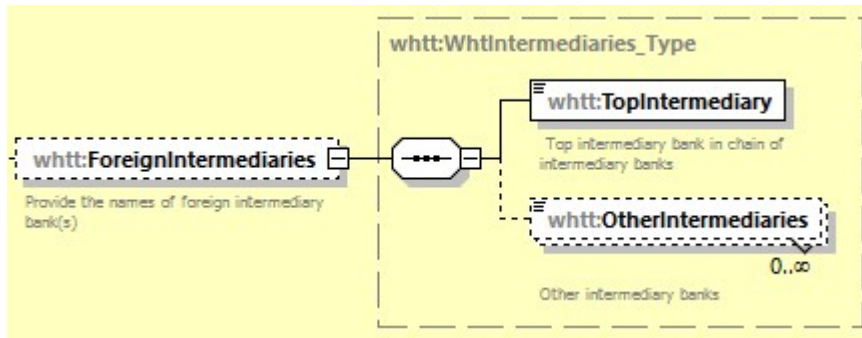 whtt:WhtIntermediaries_Type
whtt:TopIntermediary
Top intermediary bank in chain of
intermediary banks
whtt:ForeignIntermediaries
Provide the names of foreign intermediary
bank(s)
whtt:OtherIntermediaries
0..∞
Other intermediary banks